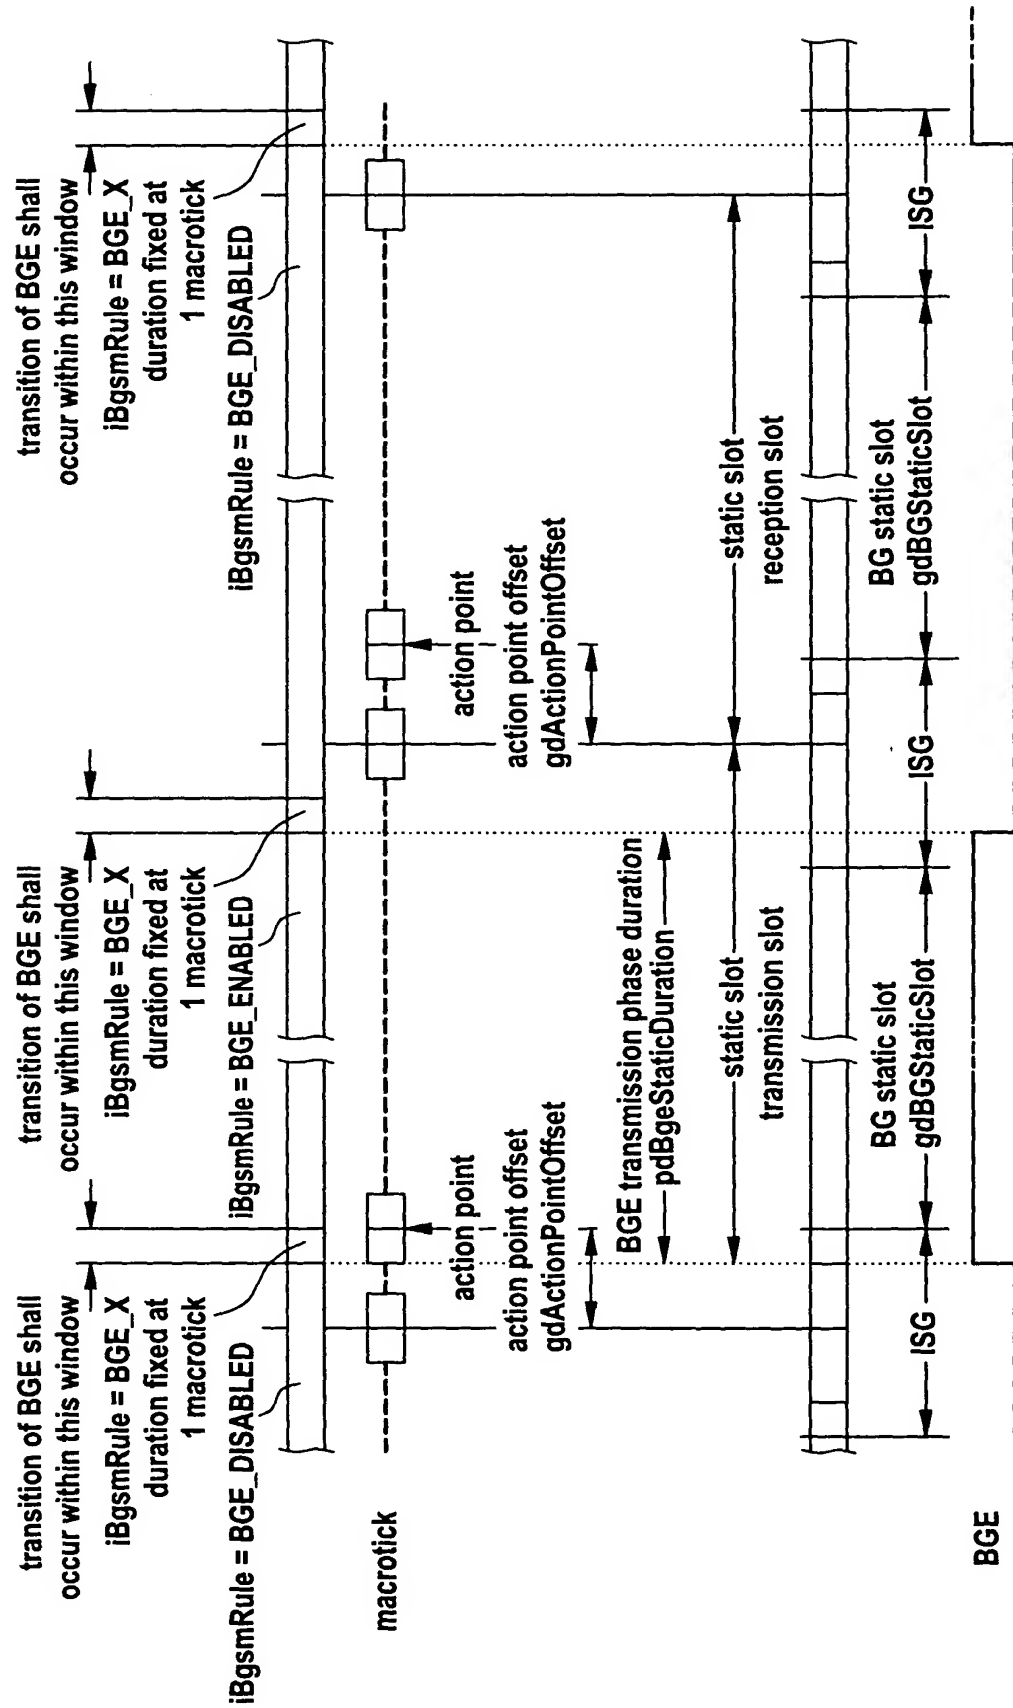 transition of BGE shall
occur within this window
iBgsmRule = BGE_X
duration fixed at
1 macrotick
iBgsmRule = BGE_DISABLED
transition of BGE shall
occur within this window
iBgsmRule = BGE_X
duration fixed at
1 macrotick
iBgsmRule = BGE_ENABLED
transition of BGE shall
occur within this window
iBgsmRule = BGE_X
duration fixed at
1 macrotick
iBgsmRule = BGE_DISABLED
macrotick
action point
action point offset
gdActionPointOffset
action point
action point offset
gdActionPointOffset
BGE transmission phase duration
pdBgeStaticDuration
static slot
transmission slot
static slot
reception slot
ISG
BG static slot
gdBGStaticSlot
ISG
BG static slot
gdBGStaticSlot
ISG
BGE